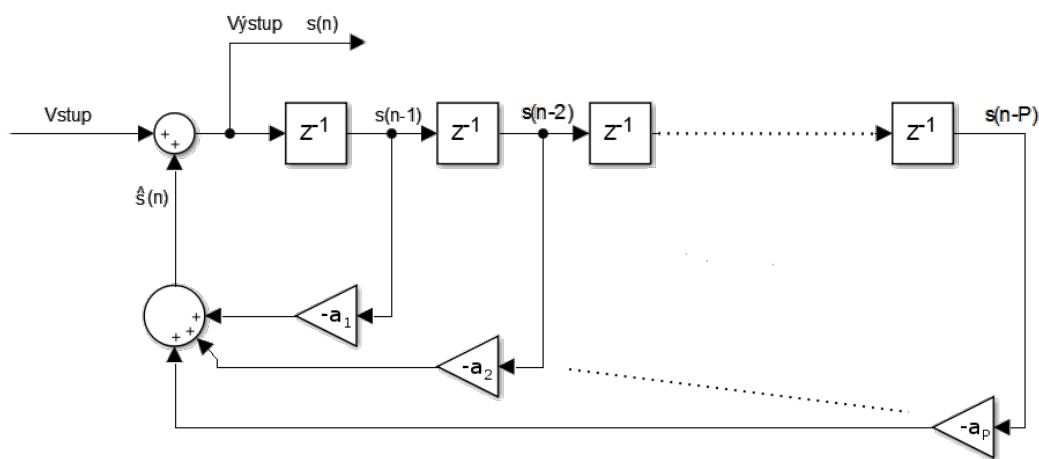 Výstup s(n)
Vstup
+
+
z-1
s(n-1)
z-1
s(n-2)
z-1
z-1
s(n-P)
ŝ(n)
+
+
+
-a1
-a2
-aP